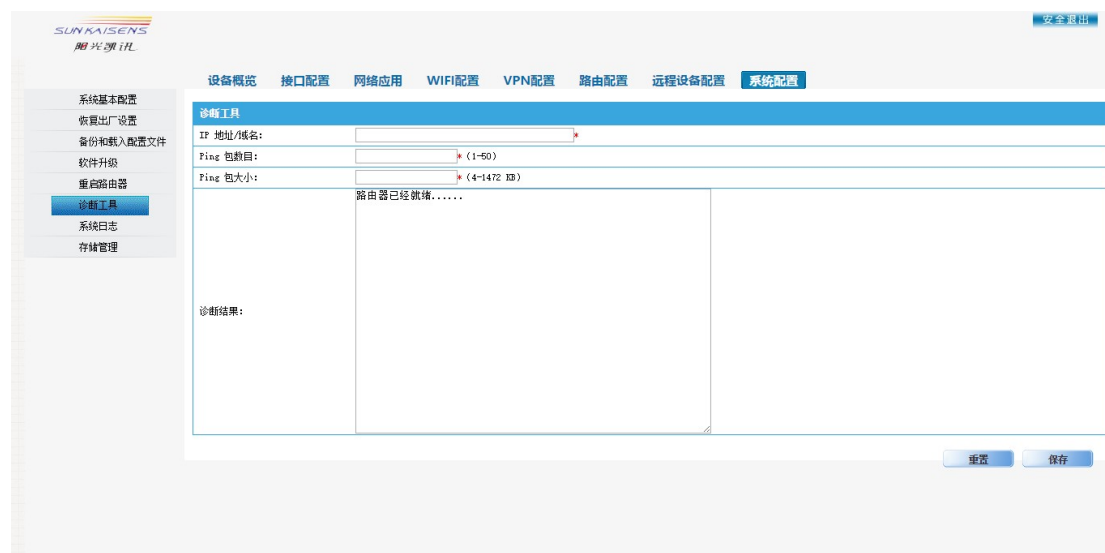 SUNKAISENS
阳光凯讯
安全退出
设备概览 接口配置 网络应用 WIFI配置 VPN配置 路由配置 远程设备配置 系统配置
系统基本配置
恢复出厂设置
备份和载入配置文件
软件升级
重启路由器
诊断工具
系统日志
存储管理
诊断工具
IP 地址/域名:
*
Ping 包数目:
* (1-50)
Ping 包大小:
* (4-1472 KB)
诊断结果:
路由器已经就绪......
重置 保存